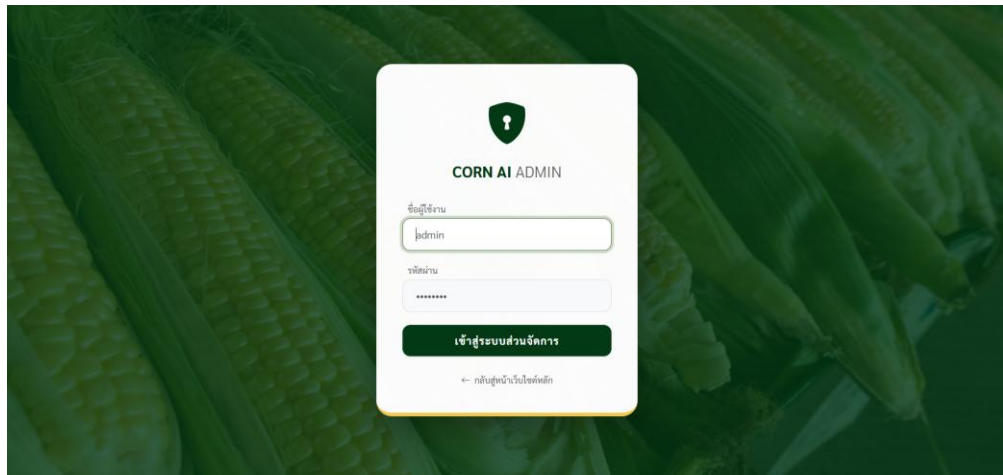 CORN AI ADMIN
ชื่อผู้ใช้งาน
admin
รหัสผ่าน
••••••••
เข้าสู่ระบบส่วนจัดการ
← กลับสู่หน้าเว็บไซต์หลัก